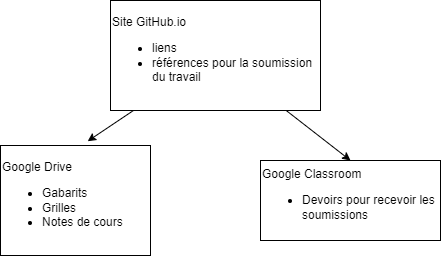 Site GitHub.io
• liens
• références pour la soumission
du travail
Google Drive
• Gabarits
• Grilles
• Notes de cours
Google Classroom
• Devoirs pour recevoir les
soumissions